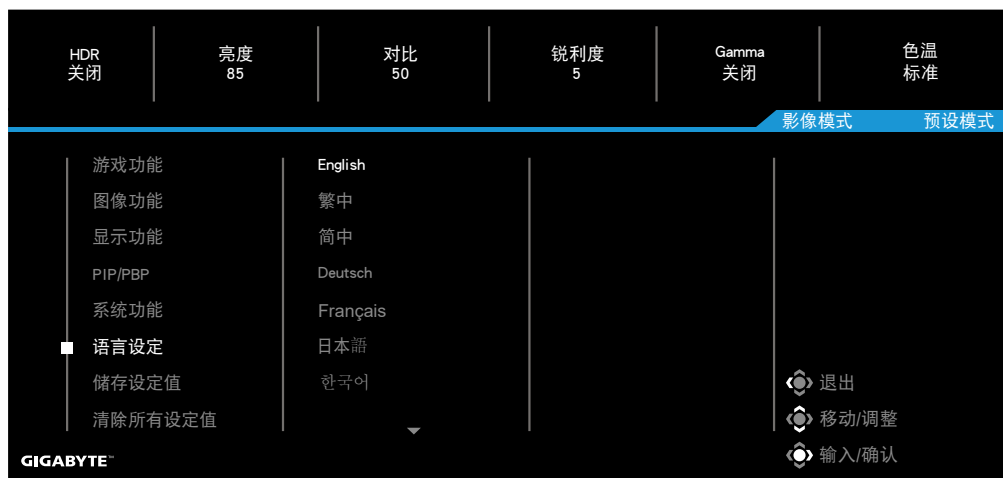 HDR 亮度 对比 锐利度 Gamma 色温
关闭 85 50 5 关闭 标准
影像模式 预设模式
游戏功能 English
图像功能 繁中
显示功能 简中
PIP/PBP Deutsch
系统功能 Français
语言设定 日本語
储存设定值 한국어 退出
清除所有设定值 移动/调整
GIGABYTE™ 输入/确认